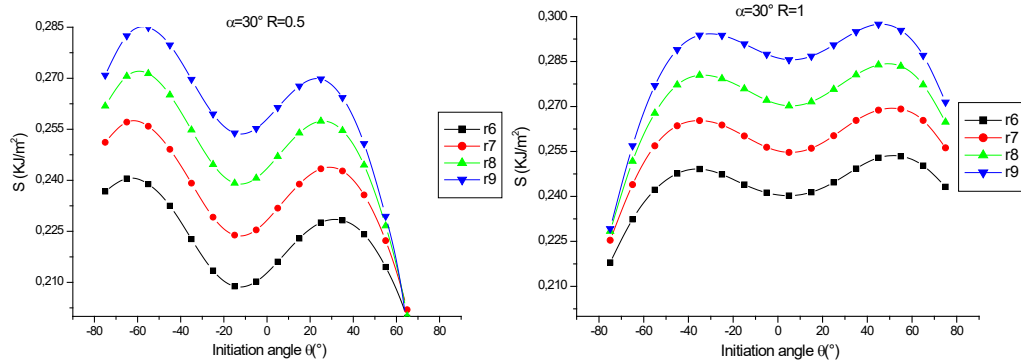 α=30° R=0.5
S (KJ/m²)
0,285
0,270
0,255
0,240
0,225
0,210
-80 -60 -40 -20 0 20 40 60 80
Initiation angle θ(°)
r6
r7
r8
r9
α=30° R=1
S (KJ/m²)
0,300
0,285
0,270
0,255
0,240
0,225
0,210
-80 -60 -40 -20 0 20 40 60 80
Initiation angle θ(°)
r6
r7
r8
r9